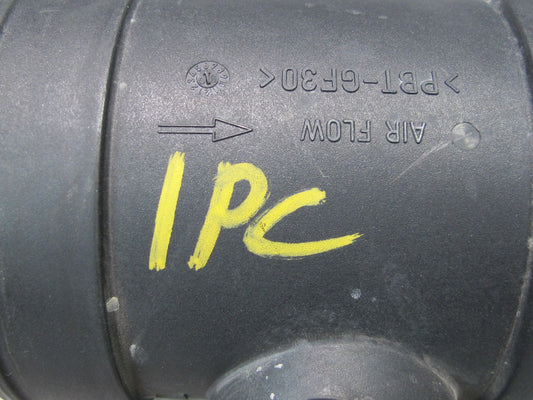 >PBT-GF30<
AIR FLOW
1PC